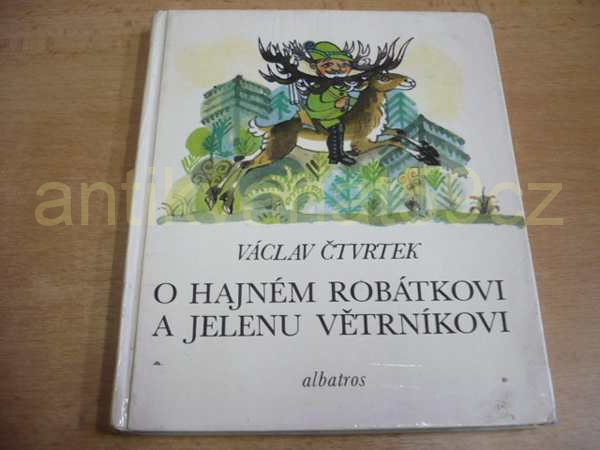 VÁCLAV ČTVRTEK
O HAJNÉM ROBÁTKOVI
A JELENU VĚTRNÍKOVI
albatros